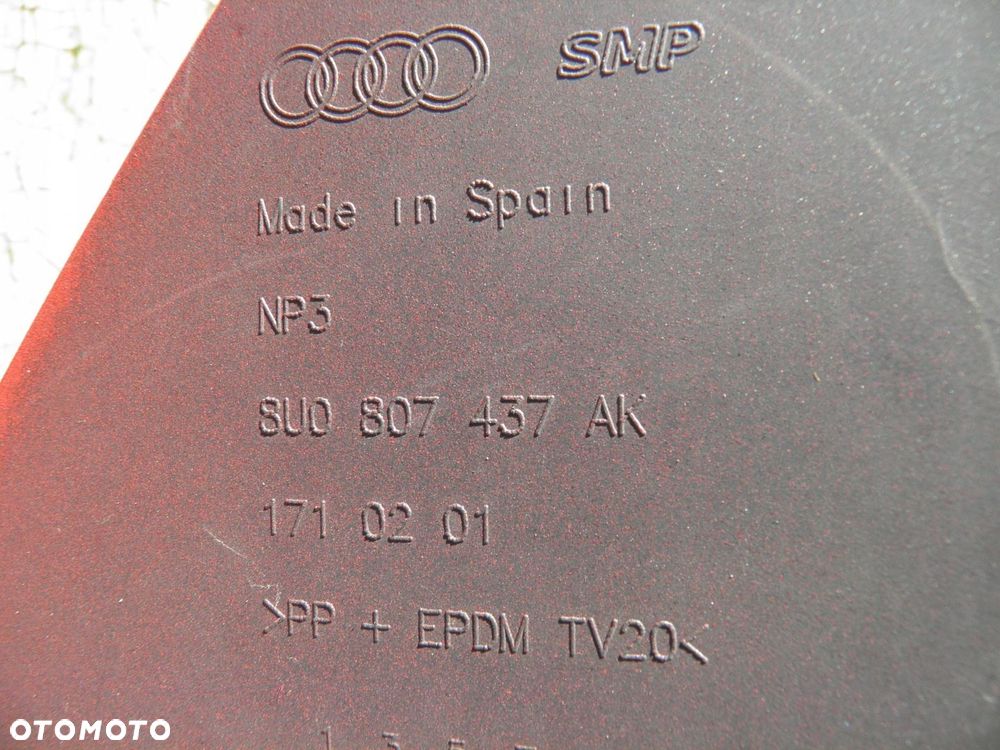 SMP
Made in Spain
NP3
8U0 807 437 AK
171 02 01
>PP + EPDM TV20<
OTOMOTO